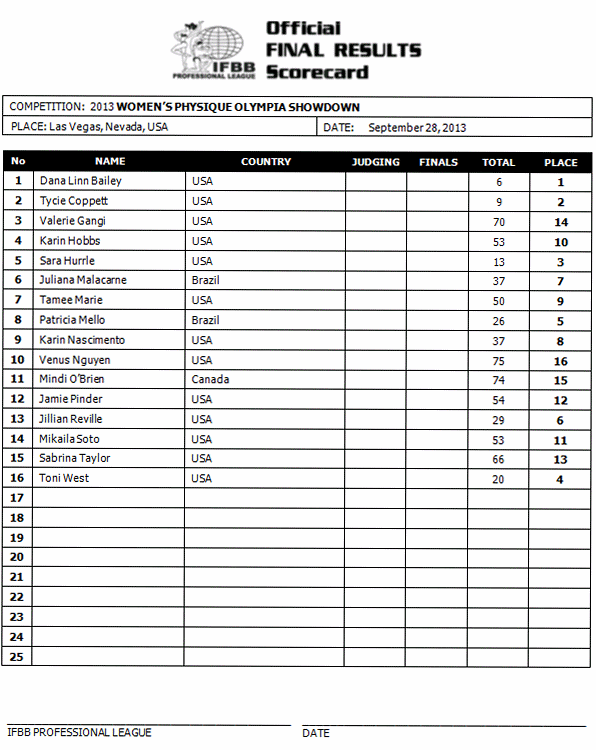 IFBB
PROFESSIONAL LEAGUE
Official
FINAL RESULTS
Scorecard
COMPETITION: 2013 WOMEN'S PHYSIQUE OLYMPIA SHOWDOWN
PLACE: Las Vegas, Nevada, USA DATE: September 28, 2013
No NAME COUNTRY JUDGING FINALS TOTAL PLACE
1 Dana Linn Bailey USA 6 1
2 Tycie Coppett USA 9 2
3 Valerie Gangi USA 70 14
4 Karin Hobbs USA 53 10
5 Sara Hurrle USA 13 3
6 Juliana Malacarne Brazil 37 7
7 Tamee Marie USA 50 9
8 Patricia Mello Brazil 26 5
9 Karin Nascimento USA 37 8
10 Venus Nguyen USA 75 16
11 Mindi O'Brien Canada 74 15
12 Jamie Pinder USA 54 12
13 Jillian Reville USA 29 6
14 Mikaila Soto USA 53 11
15 Sabrina Taylor USA 66 13
16 Toni West USA 20 4
17
18
19
20
21
22
23
24
25
IFBB PROFESSIONAL LEAGUE DATE